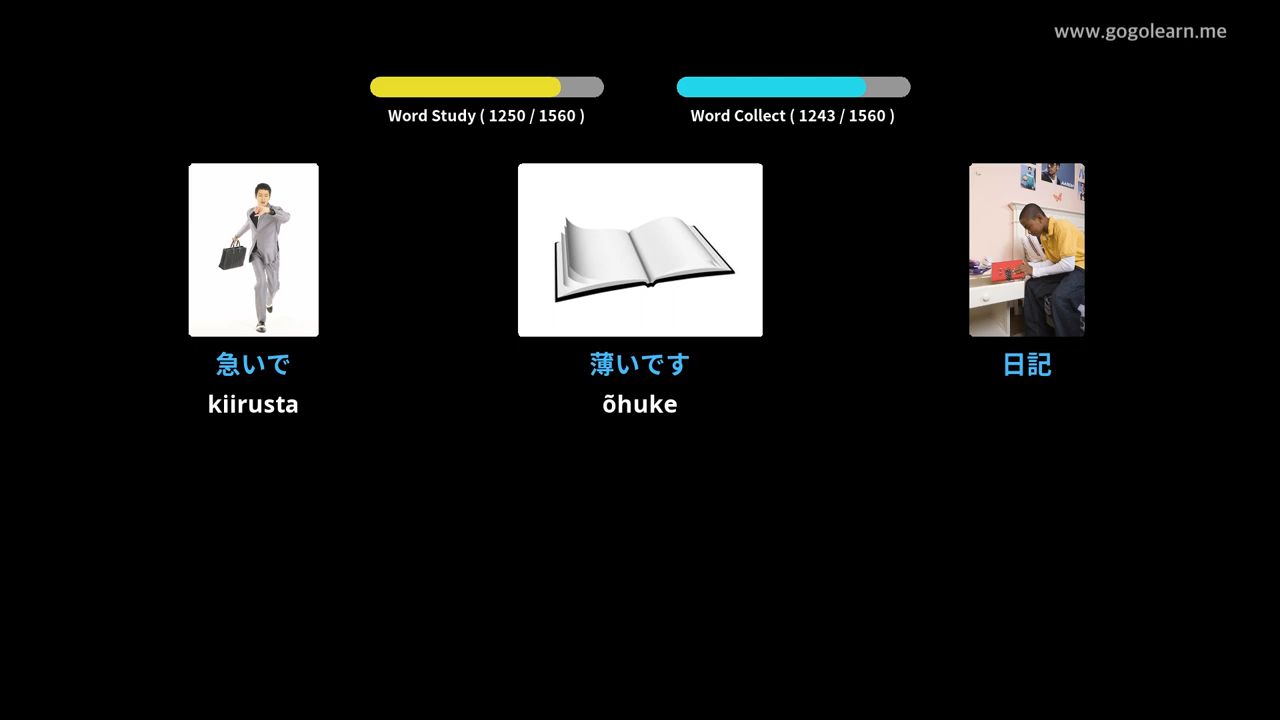 www.gogolearn.me
Word Study ( 1250 / 1560 )
Word Collect ( 1243 / 1560 )
急いで
薄いです
日記
kiirusta
õhuke